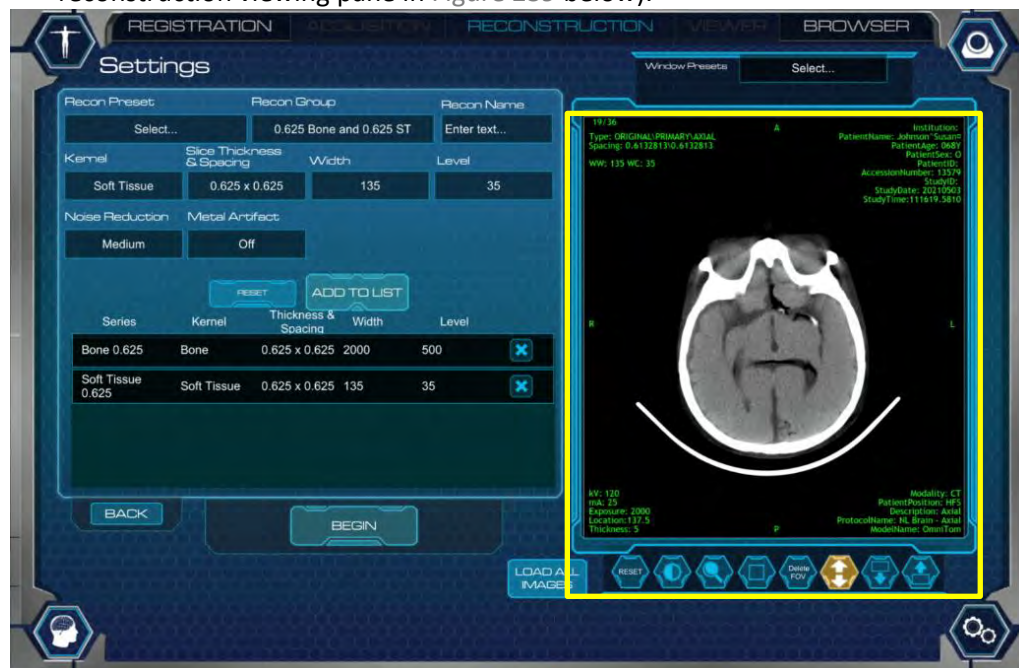 reconstruction viewing pane in Figure 253 below).
REGISTRATION ACQUISITION RECONSTRUCTION VIEWER BROWSER
Settings
Window Presets Select...
Recon Preset Recon Group Recon Name
Select... 0.625 Bone and 0.625 ST Enter text...
Kernel Slice Thickness & Spacing Width Level
Soft Tissue 0.625 x 0.625 135 35
Noise Reduction Metal Artifact
Medium Off
RESET ADD TO LIST
Series Kernel Thickness & Spacing Width Level
Bone 0.625 Bone 0.625 x 0.625 2000 500
Soft Tissue 0.625 Soft Tissue 0.625 x 0.625 135 35
BACK
BEGIN
LOAD ALL IMAGES
19/36
Type: ORIGINAL\PRIMARY\AXIAL
Spacing: 0.6132813\0.6132813
WW: 135 WC: 35
A
Institution:
PatientName: Johnson^Susan¤
PatientAge: 068Y
PatientSex: O
PatientID:
AccessionNumber: 13579
StudyID:
StudyDate: 20210503
StudyTime:111619.5810
R
L
kV: 120
mA: 25
Exposure: 2000
Location:137.5
Thickness: 5
P
Modality: CT
PatientPosition: HFS
Description: Axial
ProtocolName: NL Brain - Axial
ModelName: OmniTom
RESET
Delete FOV